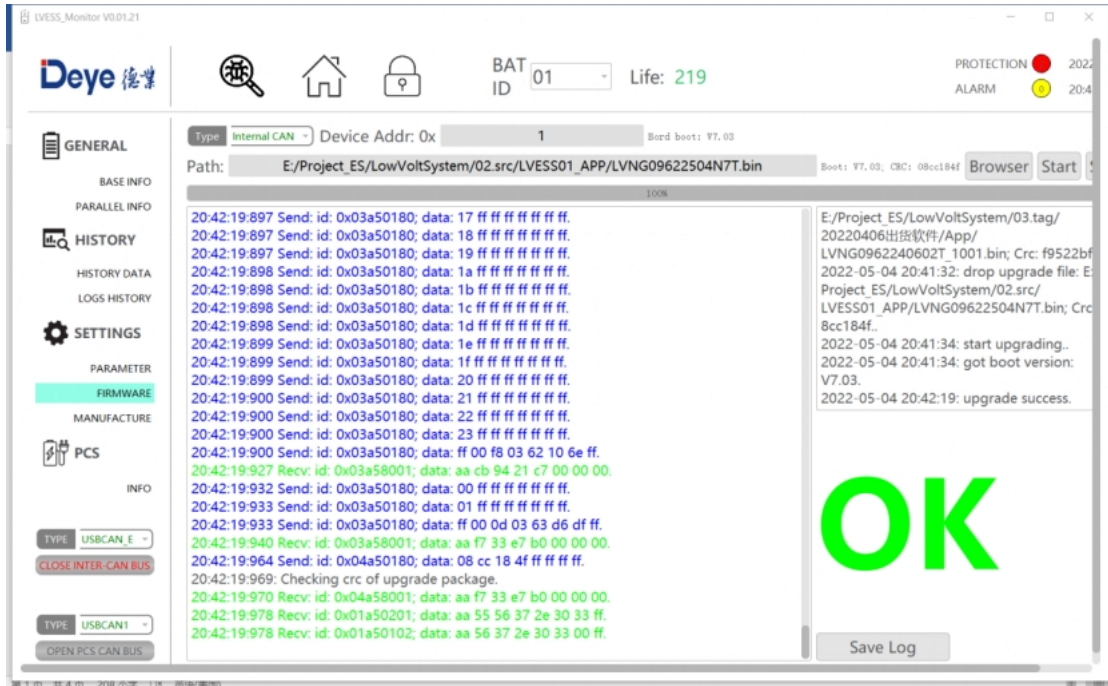 LVESS_Monitor V0.01.21
Deye 德業
BAT ID 01 Life: 219
PROTECTION 2022
ALARM 0 20:4
GENERAL
BASE INFO
PARALLEL INFO
HISTORY
HISTORY DATA
LOGS HISTORY
SETTINGS
PARAMETER
FIRMWARE
MANUFACTURE
PCS
INFO
TYPE USBCAN_E
CLOSE INTER-CAN BUS
TYPE USBCAN1
OPEN PCS CAN BUS
Type Internal CAN Device Addr: 0x 1 Bord boot: V7.03
Path: E:/Project_ES/LowVoltSystem/02.src/LVESS01_APP/LVNG09622504N7T.bin Boot: V7.03, CRC: 08cc184f Browser Start S
100%
20:42:19:897 Send: id: 0x03a50180; data: 17 ff ff ff ff ff ff ff.
20:42:19:897 Send: id: 0x03a50180; data: 18 ff ff ff ff ff ff ff.
20:42:19:897 Send: id: 0x03a50180; data: 19 ff ff ff ff ff ff ff.
20:42:19:898 Send: id: 0x03a50180; data: 1a ff ff ff ff ff ff ff.
20:42:19:898 Send: id: 0x03a50180; data: 1b ff ff ff ff ff ff ff.
20:42:19:898 Send: id: 0x03a50180; data: 1c ff ff ff ff ff ff ff.
20:42:19:898 Send: id: 0x03a50180; data: 1d ff ff ff ff ff ff ff.
20:42:19:899 Send: id: 0x03a50180; data: 1e ff ff ff ff ff ff ff.
20:42:19:899 Send: id: 0x03a50180; data: 1f ff ff ff ff ff ff ff.
20:42:19:899 Send: id: 0x03a50180; data: 20 ff ff ff ff ff ff ff.
20:42:19:900 Send: id: 0x03a50180; data: 21 ff ff ff ff ff ff ff.
20:42:19:900 Send: id: 0x03a50180; data: 22 ff ff ff ff ff ff ff.
20:42:19:900 Send: id: 0x03a50180; data: 23 ff ff ff ff ff ff ff.
20:42:19:900 Send: id: 0x03a50180; data: ff 00 f8 03 62 10 6e ff.
20:42:19:927 Recv: id: 0x03a58001; data: aa cb 94 21 c7 00 00 00.
20:42:19:932 Send: id: 0x03a50180; data: 00 ff ff ff ff ff ff ff.
20:42:19:933 Send: id: 0x03a50180; data: 01 ff ff ff ff ff ff ff.
20:42:19:933 Send: id: 0x03a50180; data: ff 00 0d 03 63 d6 df ff.
20:42:19:940 Recv: id: 0x03a58001; data: aa f7 33 e7 b0 00 00 00.
20:42:19:964 Send: id: 0x04a50180; data: 08 cc 18 4f ff ff ff ff.
20:42:19:969: Checking crc of upgrade package.
20:42:19:970 Recv: id: 0x04a58001; data: aa f7 33 e7 b0 00 00 00.
20:42:19:978 Recv: id: 0x01a50201; data: aa 55 56 37 2e 30 33 ff.
20:42:19:978 Recv: id: 0x01a50102; data: aa 56 37 2e 30 33 00 ff.
E:/Project_ES/LowVoltSystem/03.tag/
20220406出货软件/App/
LVNG0962240602T_1001.bin; Crc: f9522bf
2022-05-04 20:41:32: drop upgrade file: E:
Project_ES/LowVoltSystem/02.src/
LVESS01_APP/LVNG09622504N7T.bin; Crc
8cc184f..
2022-05-04 20:41:34: start upgrading..
2022-05-04 20:41:34: got boot version:
V7.03.
2022-05-04 20:42:19: upgrade success.
OK
Save Log